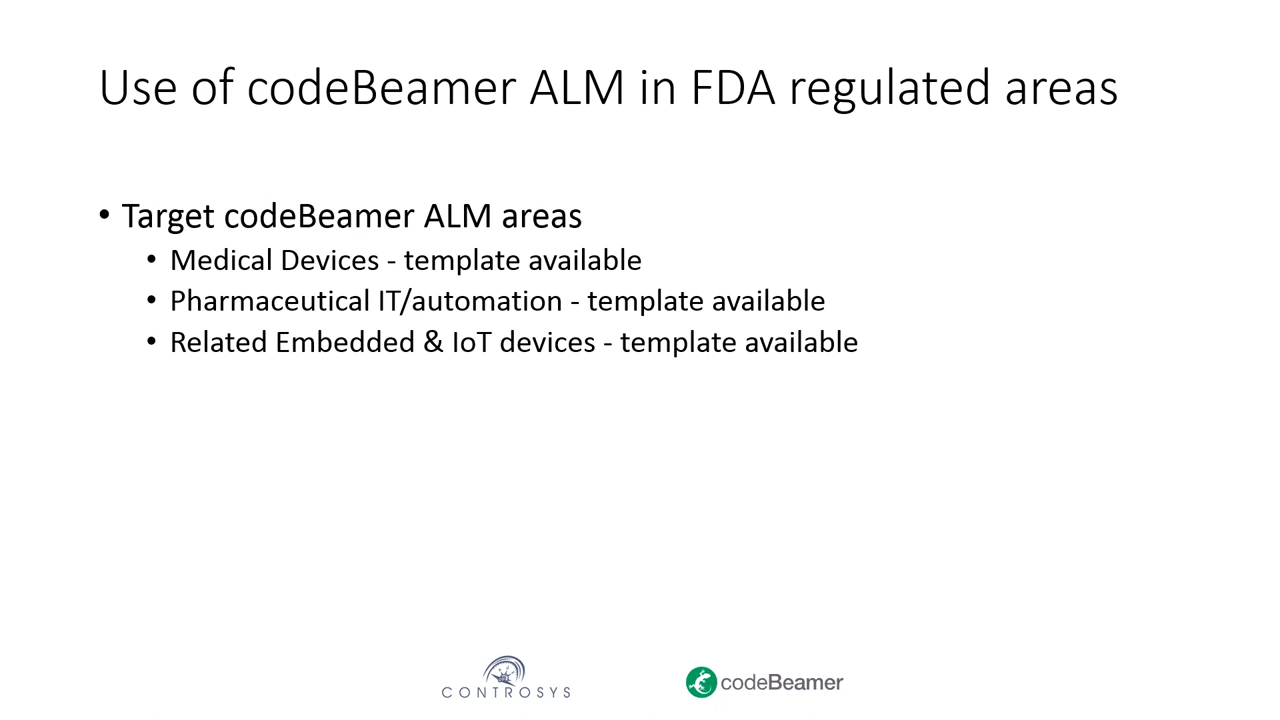 Use of codeBeamer ALM in FDA regulated areas
• Target codeBeamer ALM areas
• Medical Devices - template available
• Pharmaceutical IT/automation - template available
• Related Embedded & IoT devices - template available
CONTROSYS
codeBeamer